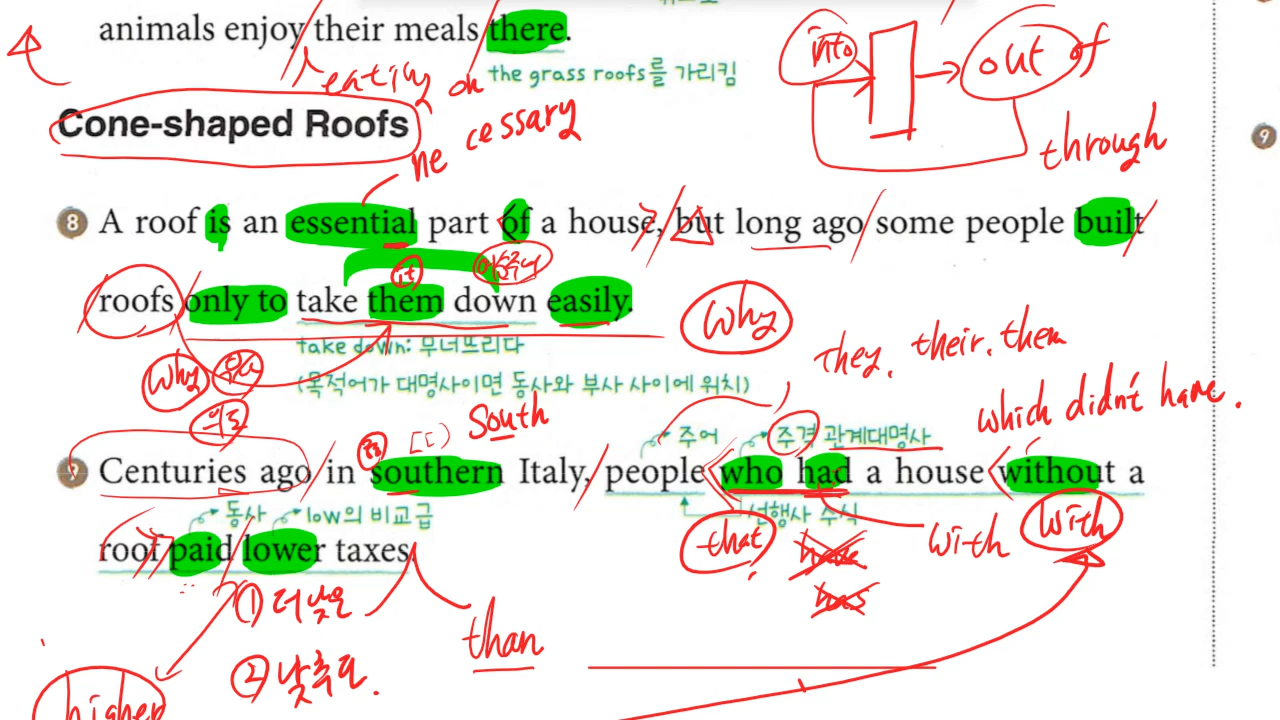 animals enjoy their meals there.
eating on
the grass roofs를 가리킴
into
out of
through
Cone-shaped Roofs
necessary
9
8 A roof is an essential part of a house, but long ago some people built
it
roofs only to take them down easily.
why
take down: 무너뜨리다
they, their, them
(목적어가 대명사이면 동사와 부사 사이에 위치)
why
의도
which didn't have.
South
주어
주격 관계대명사
9 Centuries ago in southern Italy, people who had a house without a
동사
low의 비교급
선행사 수식
that
with
with
roof paid lower taxes.
have
has
① 더 낮은
than
② 낮추다.
higher